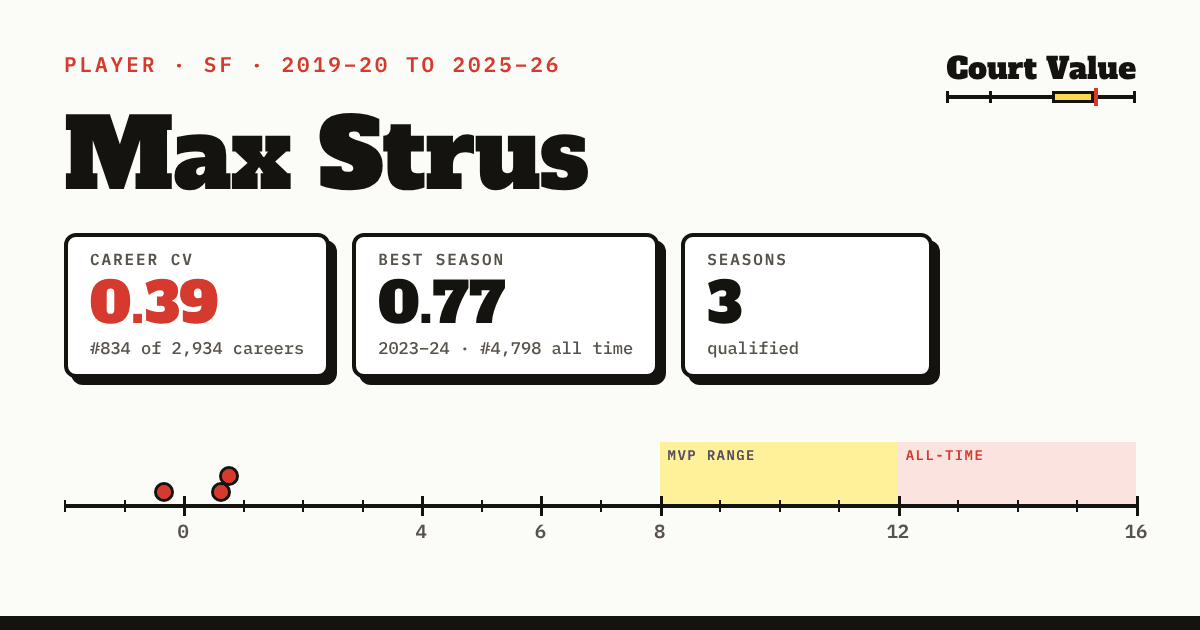 PLAYER · SF · 2019–20 TO 2025–26
Court Value
Max Strus
CAREER CV
0.39
#834 of 2,934 careers
BEST SEASON
0.77
2023–24 · #4,798 all time
SEASONS
3
qualified
MVP RANGE
ALL-TIME
0 4 6 8 12 16